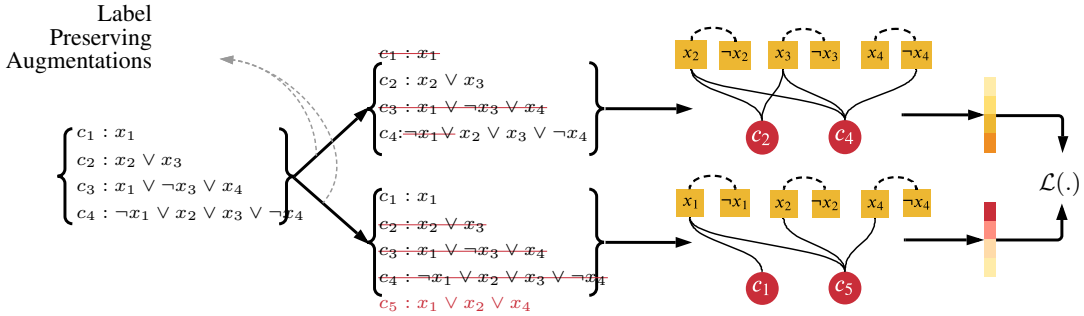 Label
Preserving
Augmentations
c₁ : x₁
c₂ : x₂ ∨ x₃
c₃ : x₁ ∨ ¬x₃ ∨ x₄
c₄ : ¬x₁ ∨ x₂ ∨ x₃ ∨ ¬x₄
c₁ : x₁
c₂ : x₂ ∨ x₃
c₃ : x₁ ∨ ¬x₃ ∨ x₄
c₄:¬x₁ ∨ x₂ ∨ x₃ ∨ ¬x₄
x₂ ¬x₂ x₃ ¬x₃ x₄ ¬x₄
c₂ c₄
c₁ : x₁
c₂ : x₂ ∨ x₃
c₃ : x₁ ∨ ¬x₃ ∨ x₄
c₄ : ¬x₁ ∨ x₂ ∨ x₃ ∨ ¬x₄
c₅ : x₁ ∨ x₂ ∨ x₄
x₁ ¬x₁ x₂ ¬x₂ x₄ ¬x₄
c₁ c₅
ℒ(.)